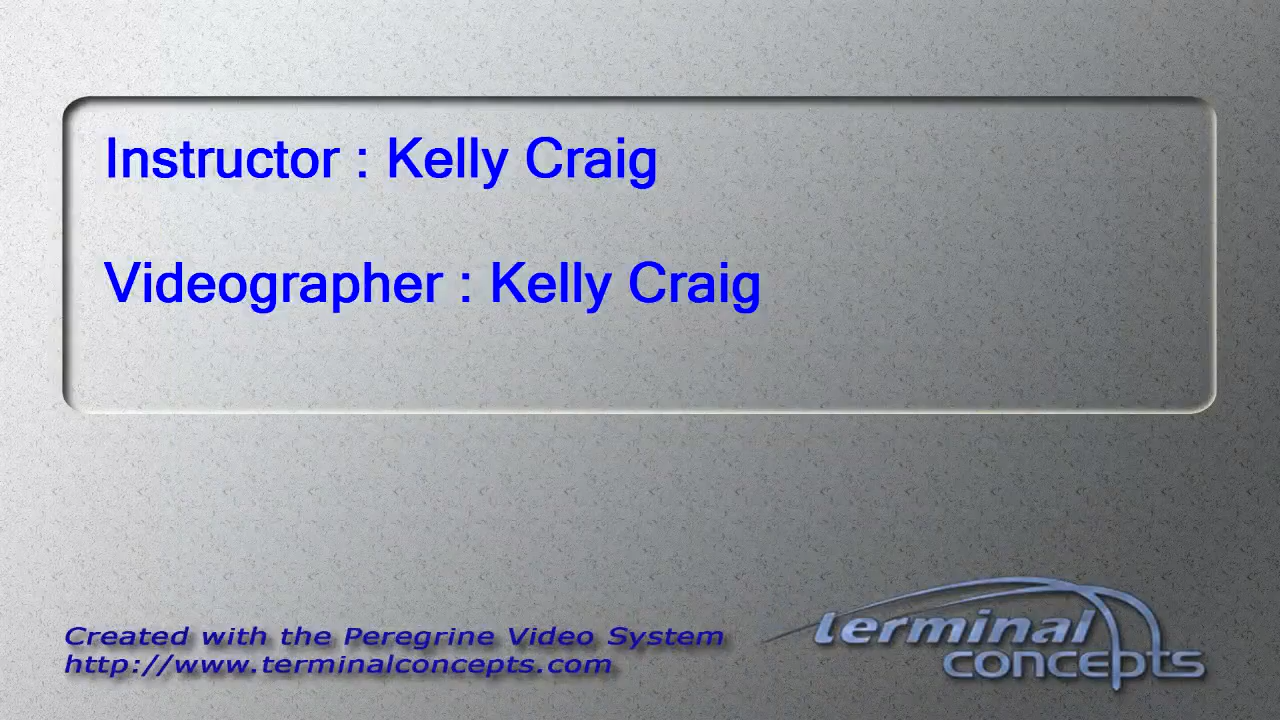 Instructor : Kelly Craig
Videographer : Kelly Craig
Created with the Peregrine Video System
http://www.terminalconcepts.com
terminal
concepts